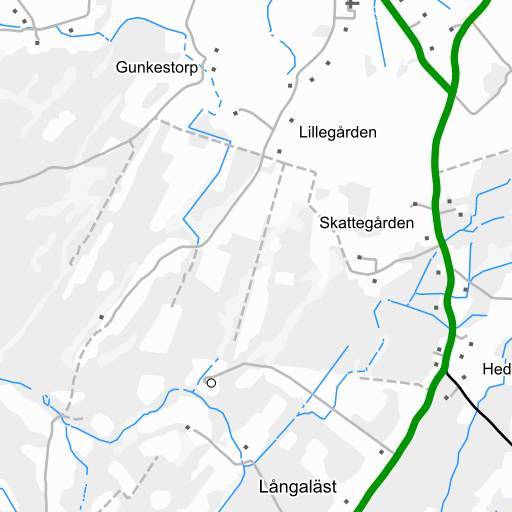 Gunkestorp
Lillegården
Skattegården
Hed
Långaläst